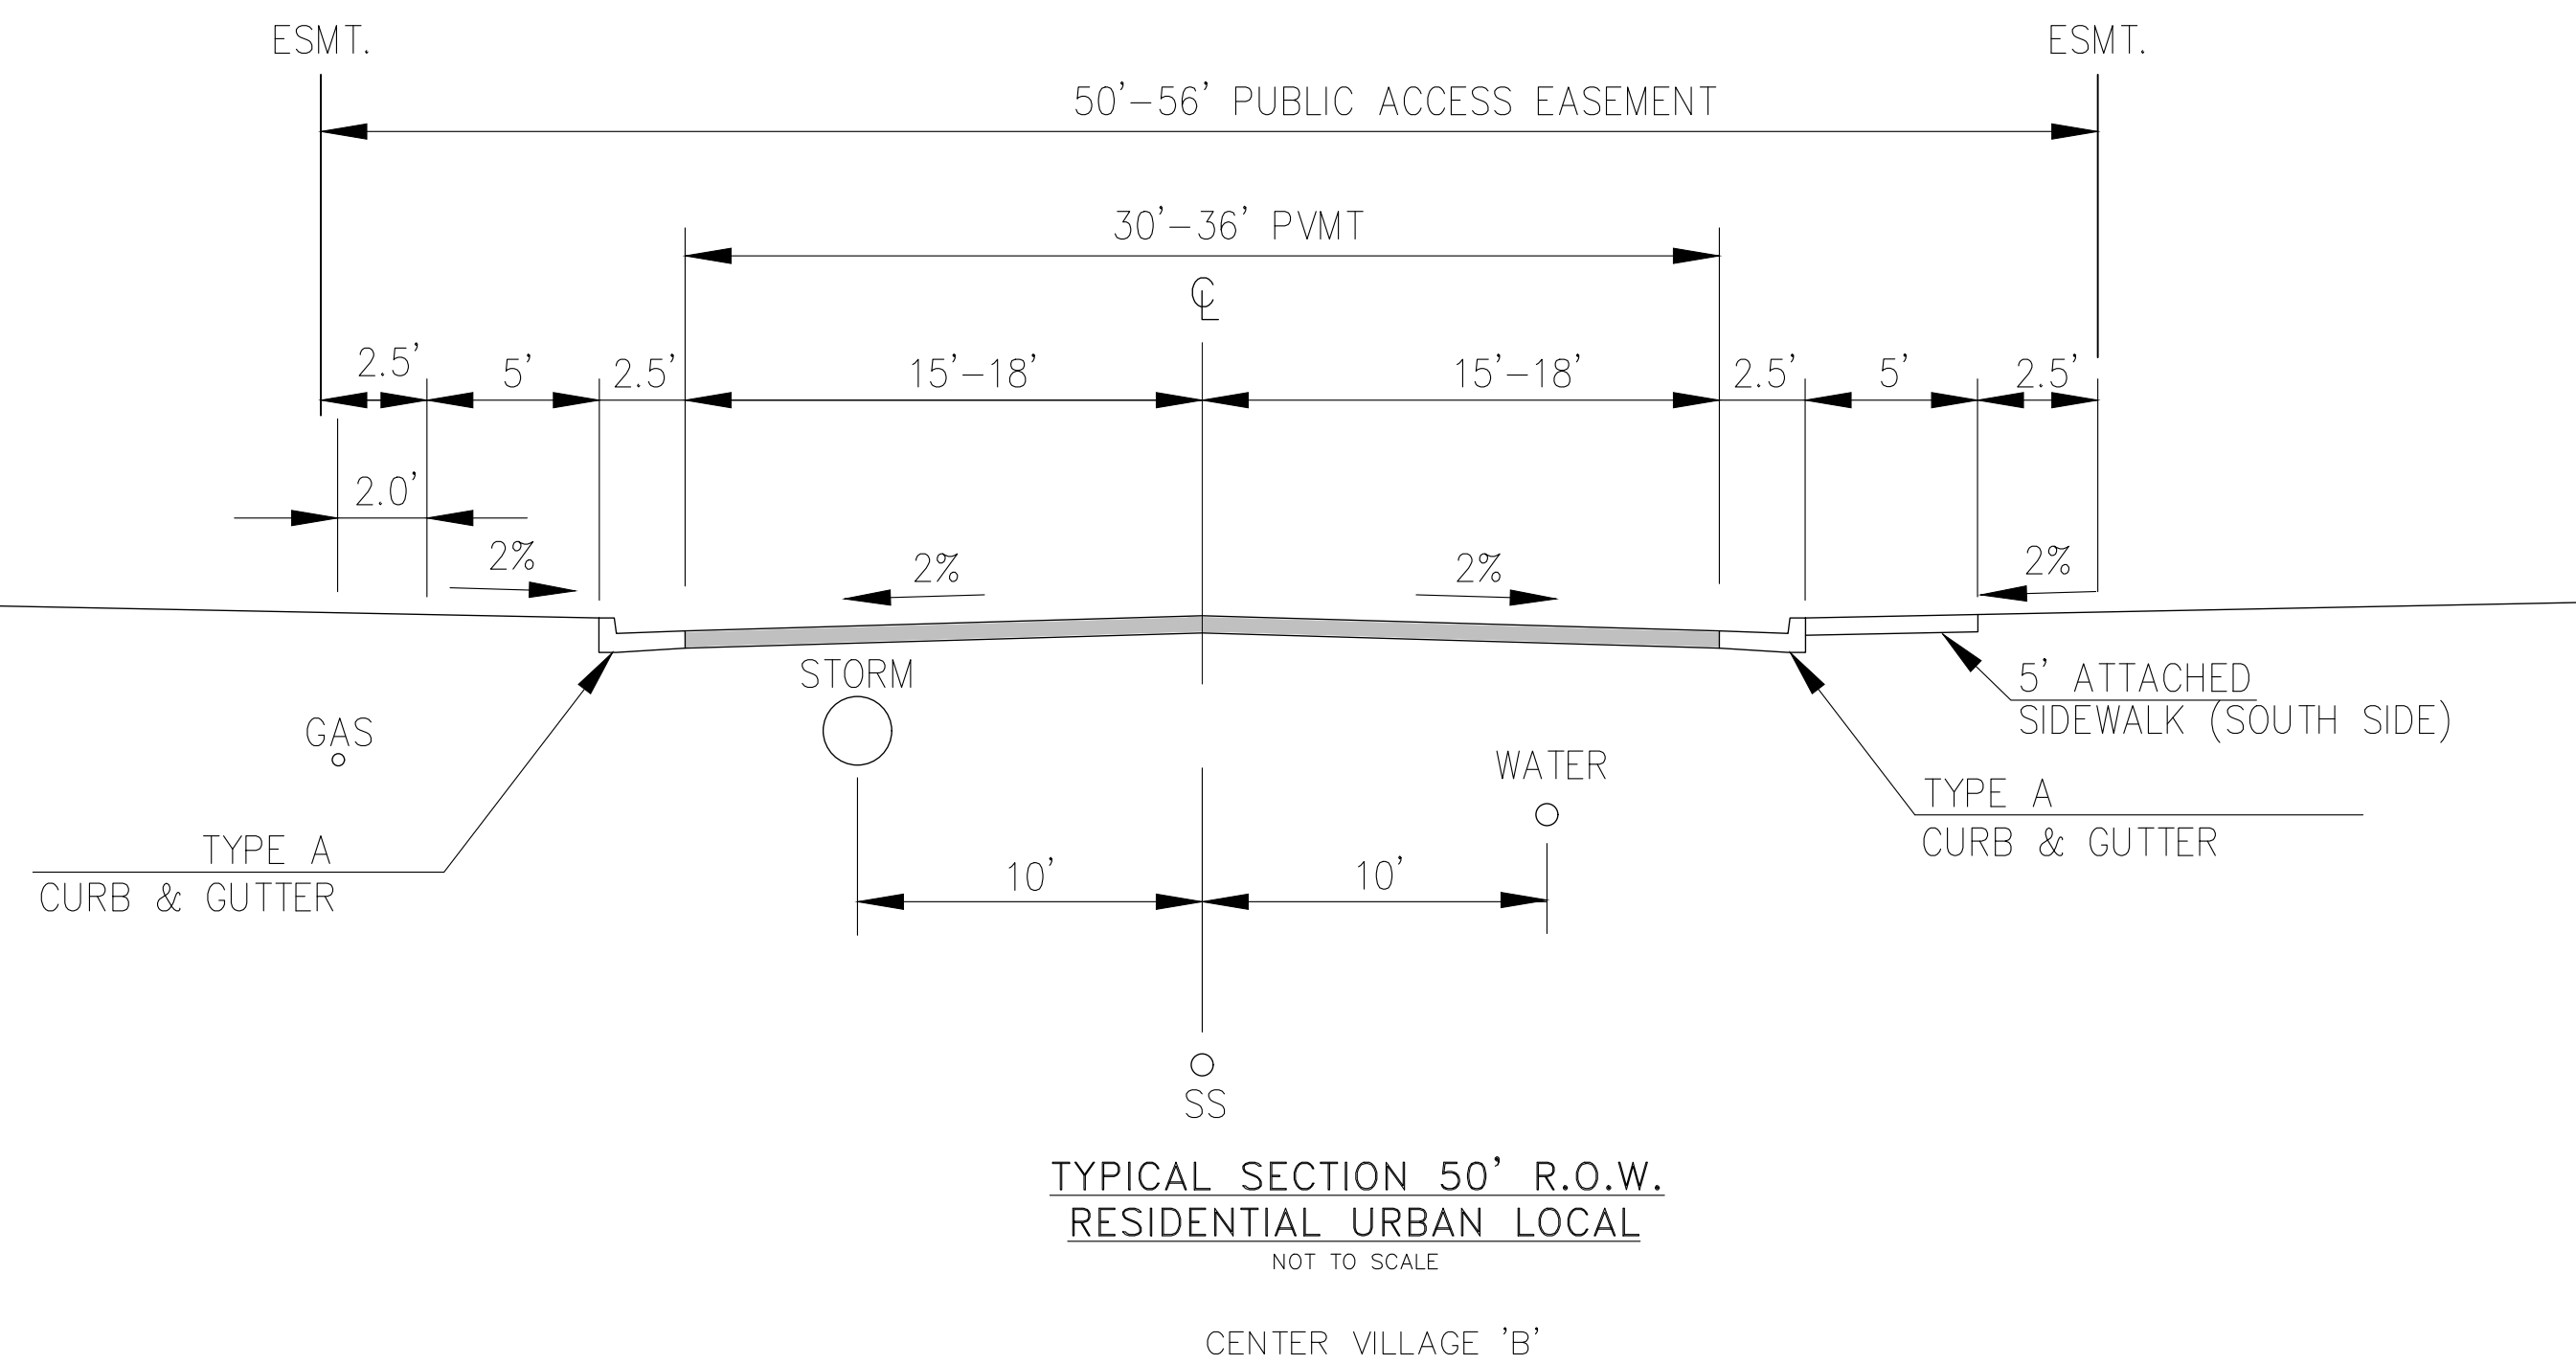 ESMT.
ESMT.
50'-56' PUBLIC ACCESS EASEMENT
30'-36' PVMT
℄
2.5'
5'
2.5'
15'-18'
15'-18'
2.5'
5'
2.5'
2.0'
2%
2%
2%
2%
STORM
GAS
WATER
5' ATTACHED
SIDEWALK (SOUTH SIDE)
TYPE A
CURB & GUTTER
TYPE A
CURB & GUTTER
10'
10'
SS
TYPICAL SECTION 50' R.O.W.
RESIDENTIAL URBAN LOCAL
NOT TO SCALE
CENTER VILLAGE 'B'